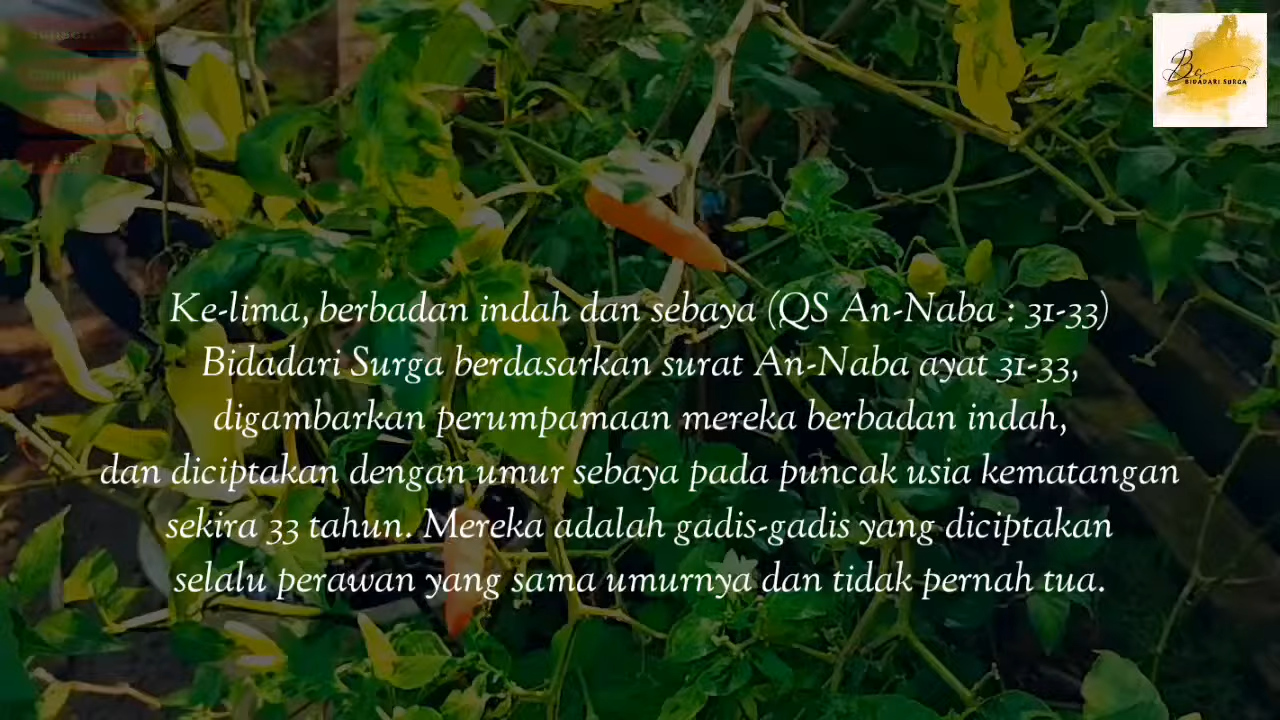 BIDADARI SURGA
Ke-lima, berbadan indah dan sebaya (QS An-Naba : 31-33)
Bidadari Surga berdasarkan surat An-Naba ayat 31-33,
digambarkan perumpamaan mereka berbadan indah,
dan diciptakan dengan umur sebaya pada puncak usia kematangan
sekira 33 tahun. Mereka adalah gadis-gadis yang diciptakan
selalu perawan yang sama umurnya dan tidak pernah tua.